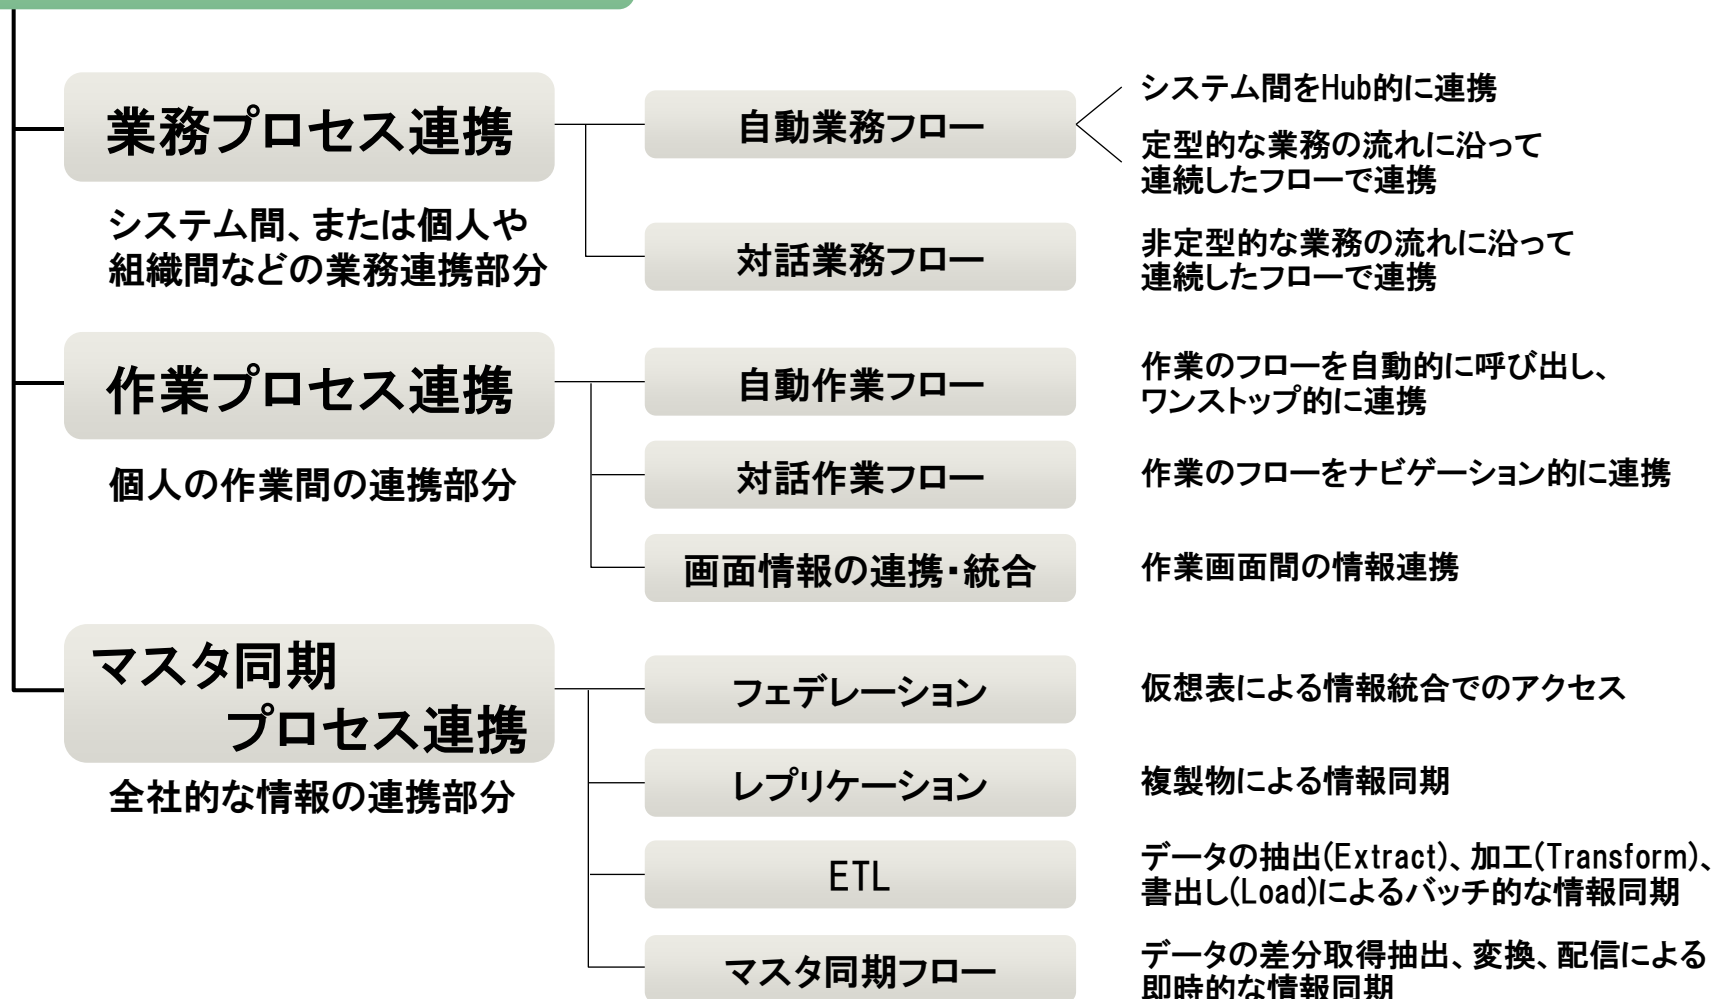 業務プロセス連携
システム間、または個人や
組織間などの業務連携部分
自動業務フロー
システム間をHub的に連携
定型的な業務の流れに沿って
連続したフローで連携
対話業務フロー
非定型的な業務の流れに沿って
連続したフローで連携
作業プロセス連携
個人の作業間の連携部分
自動作業フロー
作業のフローを自動的に呼び出し、
ワンストップ的に連携
対話作業フロー
作業のフローをナビゲーション的に連携
画面情報の連携・統合
作業画面間の情報連携
マスタ同期
プロセス連携
全社的な情報の連携部分
フェデレーション
仮想表による情報統合でのアクセス
レプリケーション
複製物による情報同期
ETL
データの抽出(Extract)、加工(Transform)、
書出し(Load)によるバッチ的な情報同期
マスタ同期フロー
データの差分取得抽出、変換、配信による
即時的な情報同期